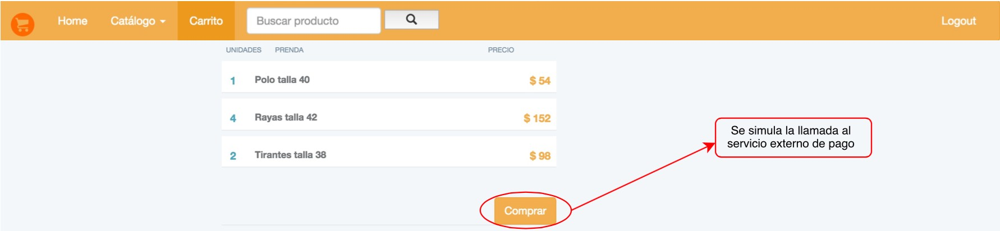 Home Catálogo Carrito Buscar producto Logout
UNIDADES PRENDA PRECIO
1 Polo talla 40 $ 54
4 Rayas talla 42 $ 152
2 Tirantes talla 38 $ 98
Se simula la llamada al
servicio externo de pago
Comprar